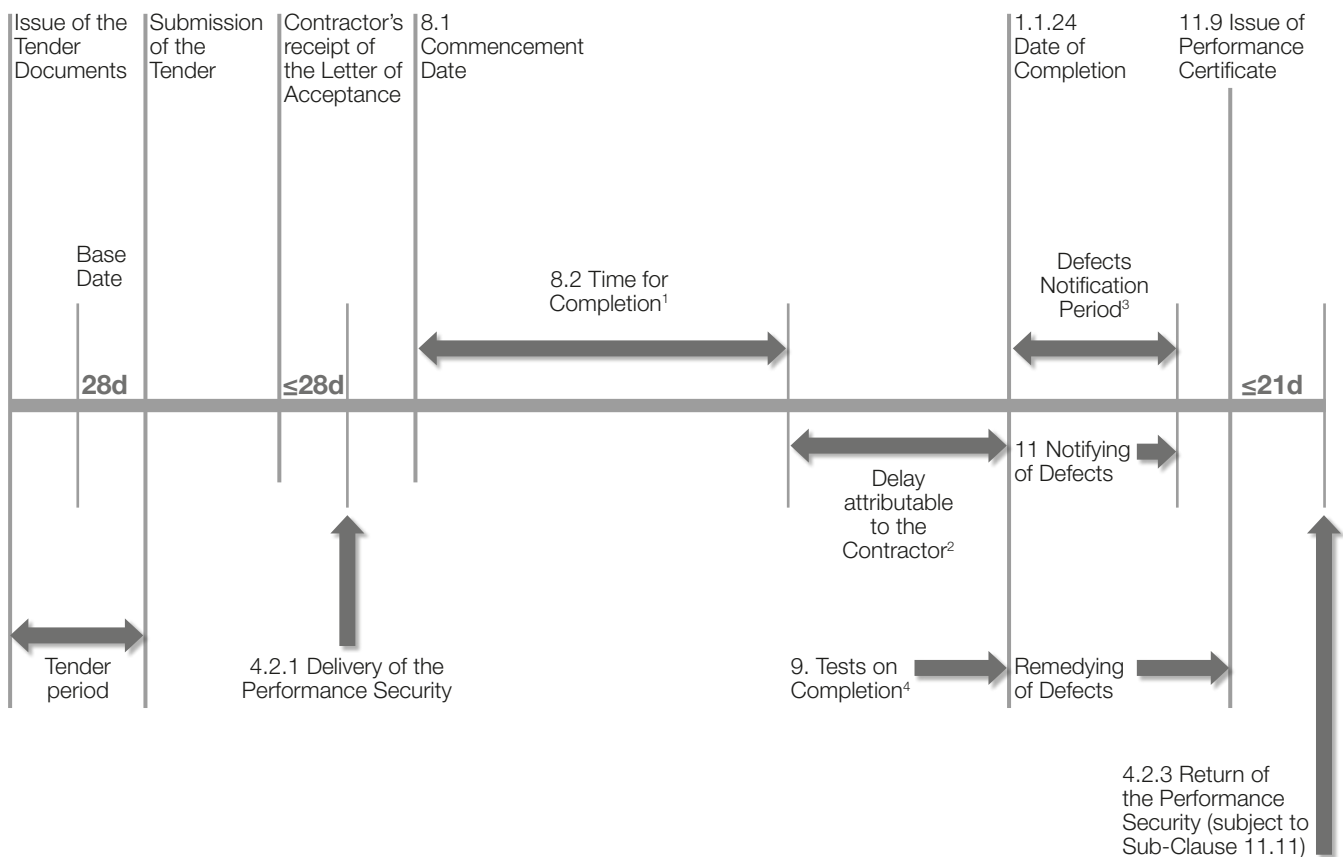 Issue of the
Tender
Documents
Submission
of the
Tender
Contractor’s
receipt of
the Letter of
Acceptance
8.1
Commencement
Date
1.1.24
Date of
Completion
11.9 Issue of
Performance
Certificate
Base
Date
8.2 Time for
Completion¹
Defects
Notification
Period³
28d
≤28d
≤21d
Delay
attributable
to the
Contractor²
11 Notifying
of Defects
Tender
period
4.2.1 Delivery of the
Performance Security
9. Tests on
Completion⁴
Remedying
of Defects
4.2.3 Return of
the Performance
Security (subject to
Sub-Clause 11.11)